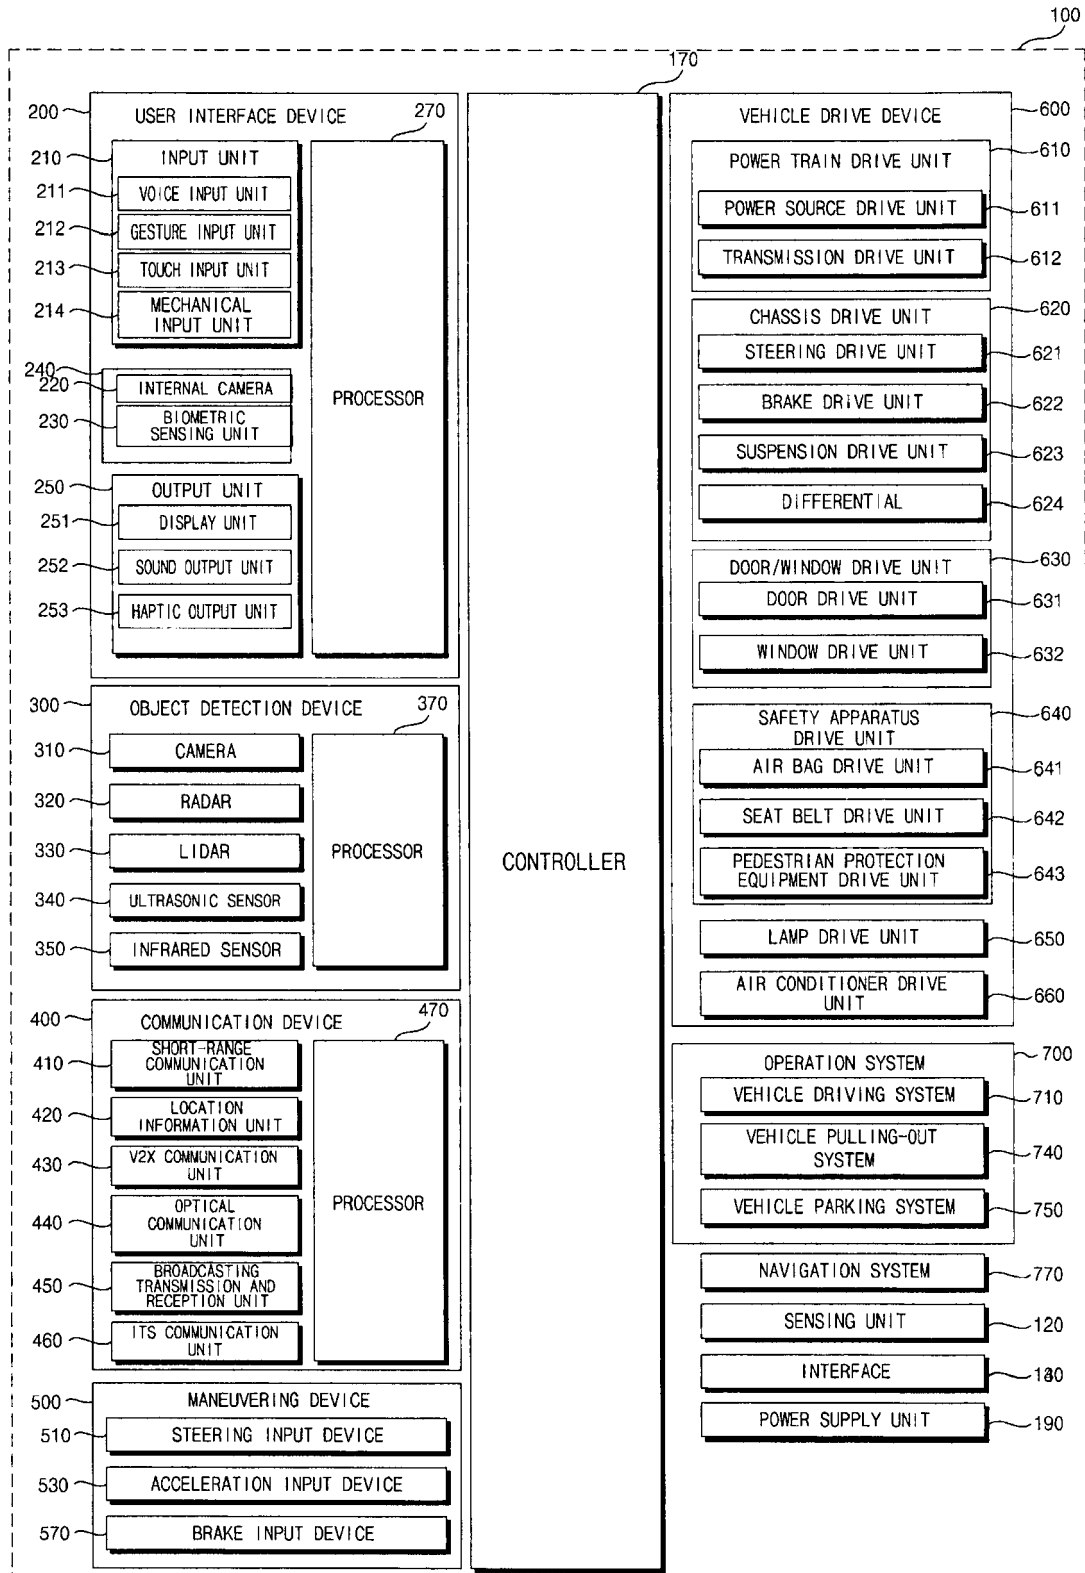 100
170
200
USER INTERFACE DEVICE
270
210
INPUT UNIT
211
VOICE INPUT UNIT
212
GESTURE INPUT UNIT
213
TOUCH INPUT UNIT
214
MECHANICAL
INPUT UNIT
240
220
INTERNAL CAMERA
230
BIOMETRIC
SENSING UNIT
PROCESSOR
250
OUTPUT UNIT
251
DISPLAY UNIT
252
SOUND OUTPUT UNIT
253
HAPTIC OUTPUT UNIT
300
OBJECT DETECTION DEVICE
370
310
CAMERA
320
RADAR
330
LIDAR
340
ULTRASONIC SENSOR
350
INFRARED SENSOR
PROCESSOR
400
COMMUNICATION DEVICE
470
410
SHORT-RANGE
COMMUNICATION
UNIT
420
LOCATION
INFORMATION UNIT
430
V2X COMMUNICATION
UNIT
440
OPTICAL
COMMUNICATION
UNIT
450
BROADCASTING
TRANSMISSION AND
RECEPTION UNIT
460
ITS COMMUNICATION
UNIT
PROCESSOR
500
MANEUVERING DEVICE
510
STEERING INPUT DEVICE
530
ACCELERATION INPUT DEVICE
570
BRAKE INPUT DEVICE
CONTROLLER
VEHICLE DRIVE DEVICE
600
POWER TRAIN DRIVE UNIT
610
POWER SOURCE DRIVE UNIT
611
TRANSMISSION DRIVE UNIT
612
CHASSIS DRIVE UNIT
620
STEERING DRIVE UNIT
621
BRAKE DRIVE UNIT
622
SUSPENSION DRIVE UNIT
623
DIFFERENTIAL
624
DOOR/WINDOW DRIVE UNIT
630
DOOR DRIVE UNIT
631
WINDOW DRIVE UNIT
632
SAFETY APPARATUS
DRIVE UNIT
640
AIR BAG DRIVE UNIT
641
SEAT BELT DRIVE UNIT
642
PEDESTRIAN PROTECTION
EQUIPMENT DRIVE UNIT
643
LAMP DRIVE UNIT
650
AIR CONDITIONER DRIVE
UNIT
660
OPERATION SYSTEM
700
VEHICLE DRIVING SYSTEM
710
VEHICLE PULLING-OUT
SYSTEM
740
VEHICLE PARKING SYSTEM
750
NAVIGATION SYSTEM
770
SENSING UNIT
120
INTERFACE
POWER SUPPLY UNIT
190